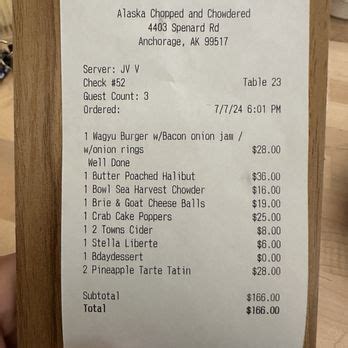 Alaska Chopped and Chowdered
4403 Spenard Rd
Anchorage, AK 99517
Server: JV V
Check #52 Table 23
Guest Count: 3
Ordered: 7/7/24 6:01 PM
1 Wagyu Burger w/Bacon onion jam /
w/onion rings $28.00
Well Done
1 Butter Poached Halibut $36.00
1 Bowl Sea Harvest Chowder $16.00
1 Brie & Goat Cheese Balls $19.00
1 Crab Cake Poppers $25.00
1 2 Towns Cider $8.00
1 Stella Liberte $6.00
1 Bdaydessert $0.00
2 Pineapple Tarte Tatin $28.00
Subtotal $166.00
Total $166.00